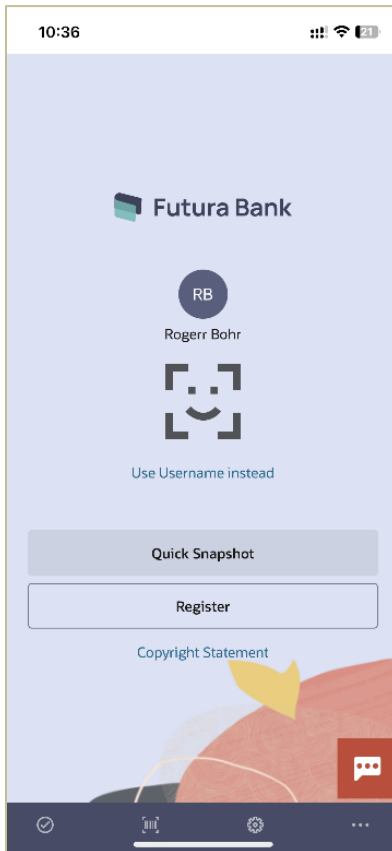 10:36
21
Futura Bank
RB
Rogerr Bohr
Use Username instead
Quick Snapshot
Register
Copyright Statement